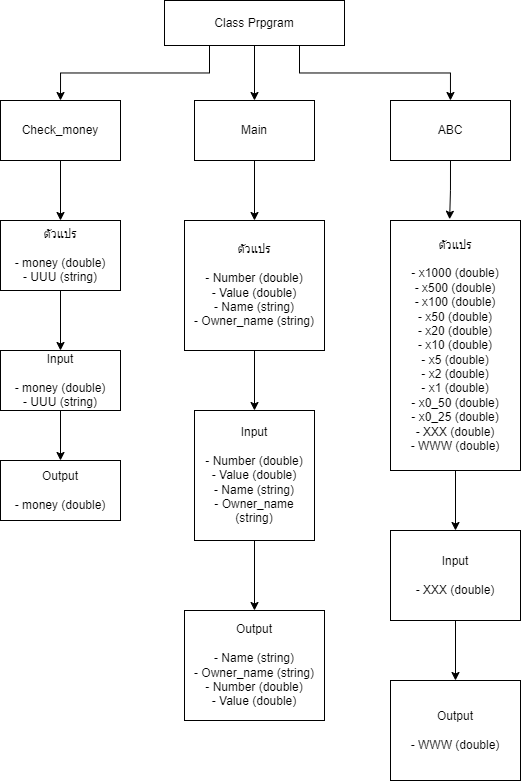 Class Prpgram
Check_money
ตัวแปร
- money (double)
- UUU (string)
Input
- money (double)
- UUU (string)
Output
- money (double)
Main
ตัวแปร
- Number (double)
- Value (double)
- Name (string)
- Owner_name (string)
Input
- Number (double)
- Value (double)
- Name (string)
- Owner_name
(string)
Output
- Name (string)
- Owner_name (string)
- Number (double)
- Value (double)
ABC
ตัวแปร
- x1000 (double)
- x500 (double)
- x100 (double)
- x50 (double)
- x20 (double)
- x10 (double)
- x5 (double)
- x2 (double)
- x1 (double)
- x0_50 (double)
- x0_25 (double)
- XXX (double)
- WWW (double)
Input
- XXX (double)
Output
- WWW (double)